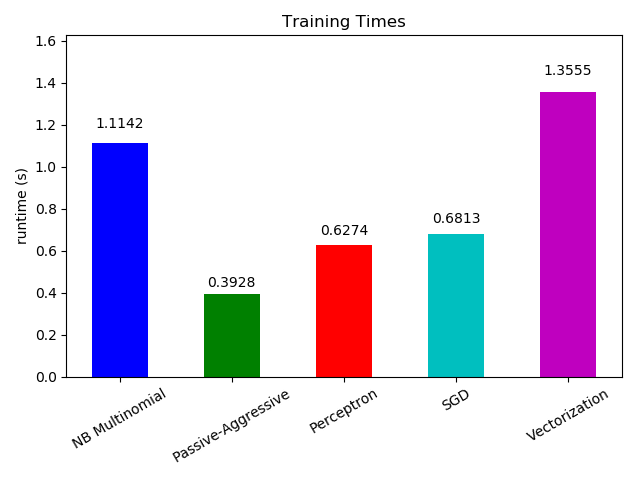 Training Times
1.6
1.4
1.2
1.0
0.8
0.6
0.4
0.2
0.0
runtime (s)
1.1142
0.3928
0.6274
0.6813
1.3555
NB Multinomial
Passive-Aggressive
Perceptron
SGD
Vectorization